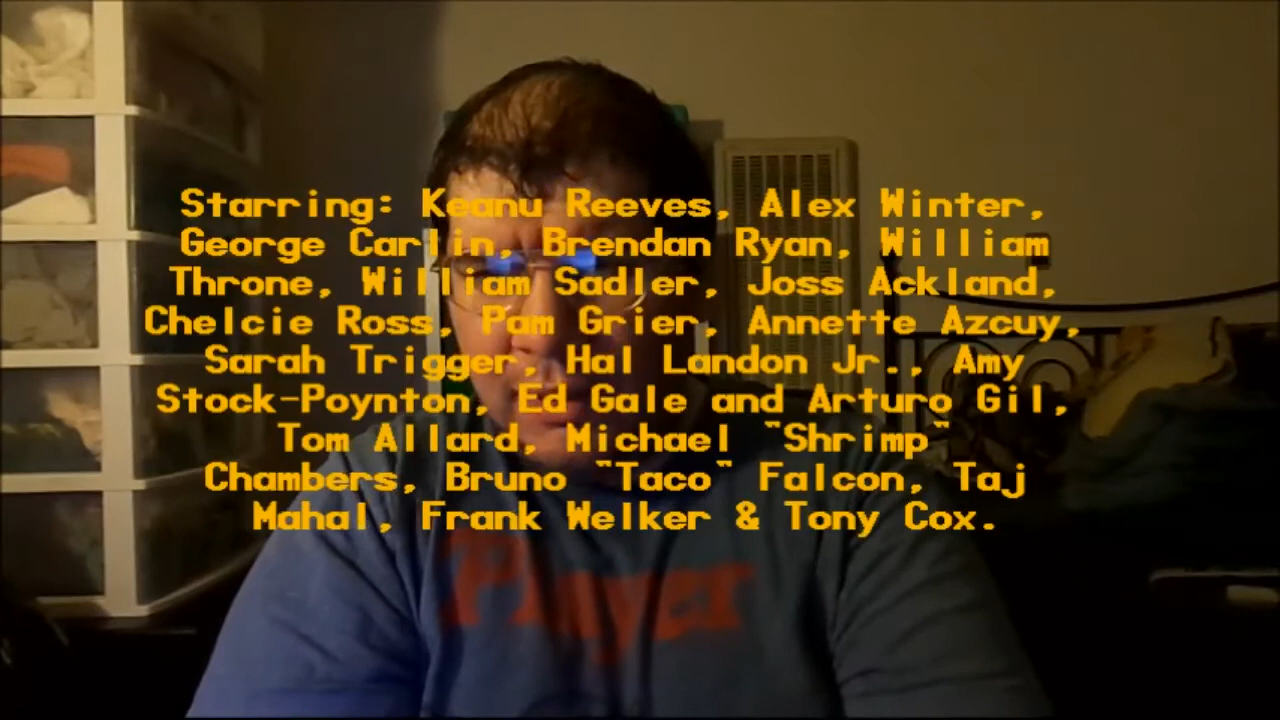 Starring: Keanu Reeves, Alex Winter,
George Carlin, Brendan Ryan, William
Throne, William Sadler, Joss Ackland,
Chelcie Ross, Pam Grier, Annette Azcuy,
Sarah Trigger, Hal Landon Jr., Amy
Stock-Poynton, Ed Gale and Arturo Gil,
Tom Allard, Michael "Shrimp"
Chambers, Bruno "Taco" Falcon, Taj
Mahal, Frank Welker & Tony Cox.
Player